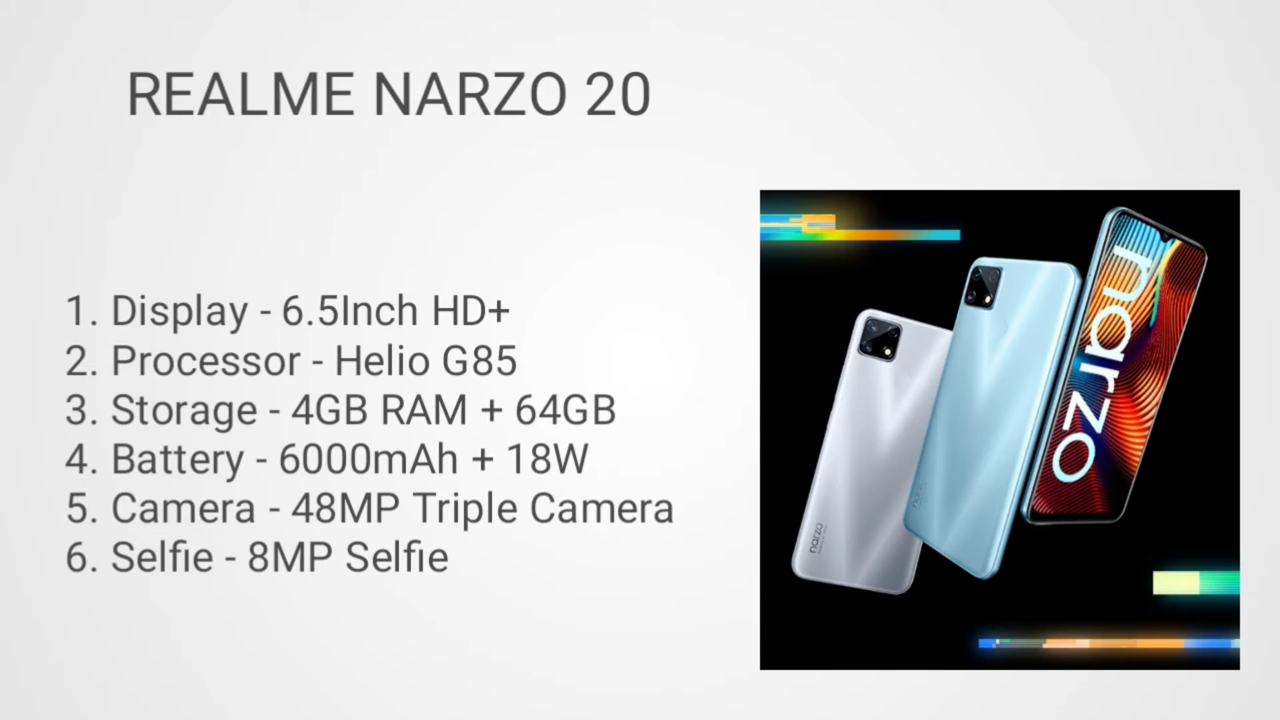 REALME NARZO 20
1. Display - 6.5Inch HD+
2. Processor - Helio G85
3. Storage - 4GB RAM + 64GB
4. Battery - 6000mAh + 18W
5. Camera - 48MP Triple Camera
6. Selfie - 8MP Selfie
narzo
narzo